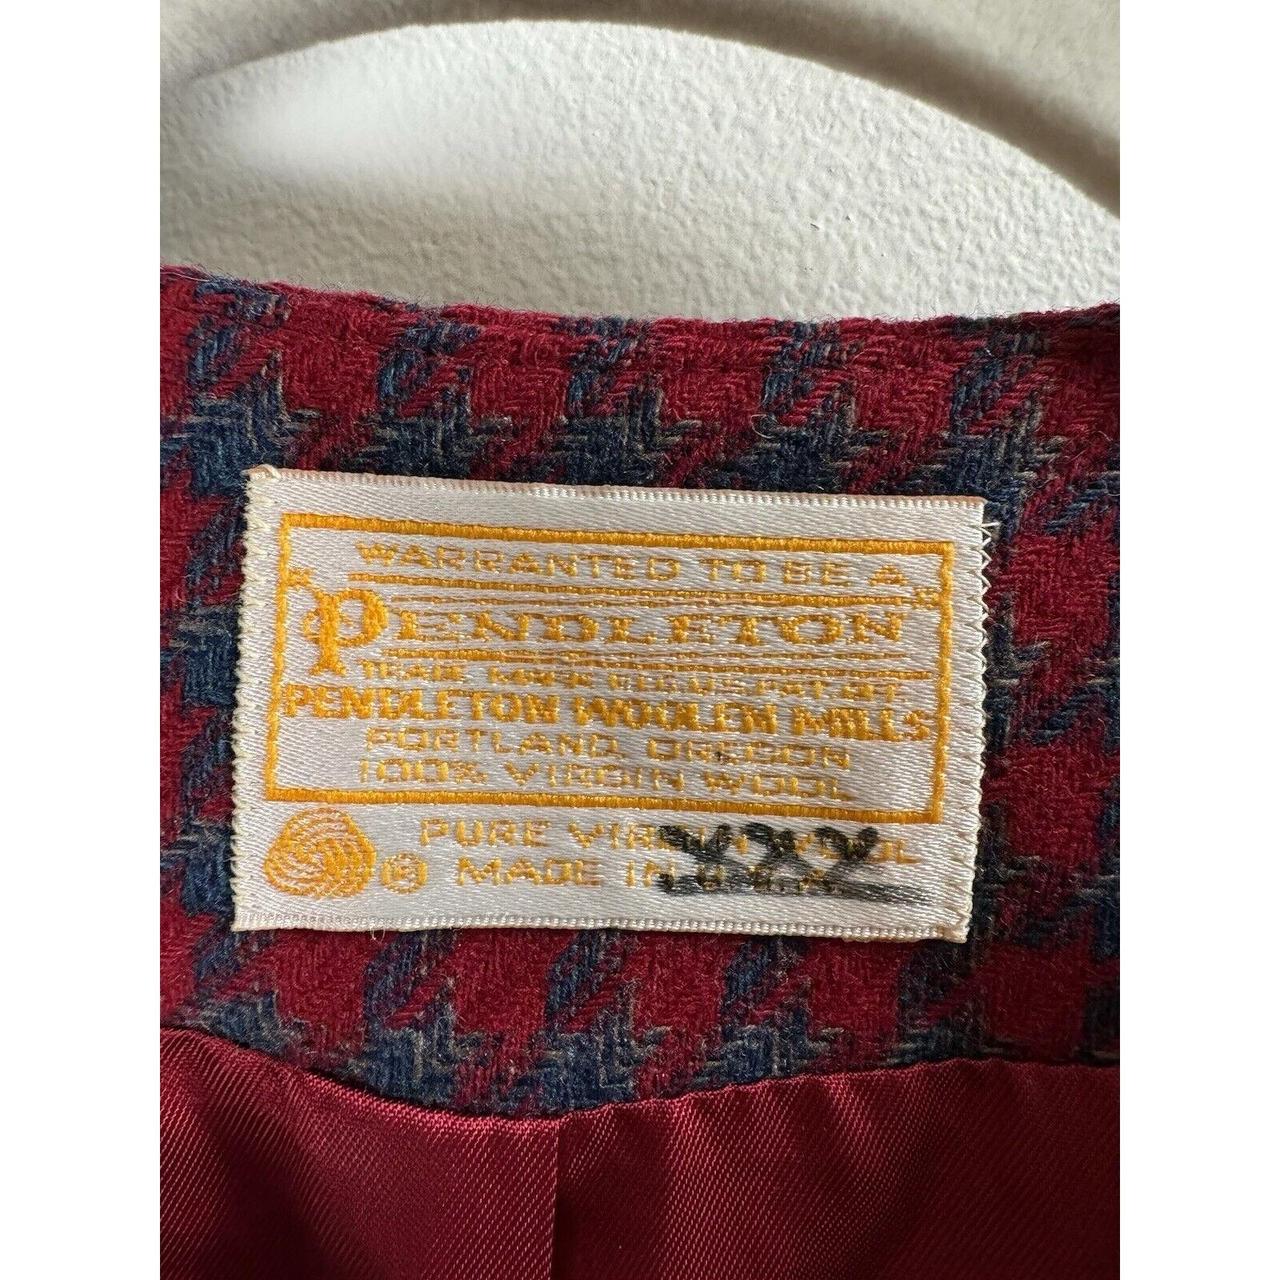 WARRANTED TO BE A
PENDLETON
TRADE MARK REG. U.S. PAT. OFF.
PENDLETON WOOLEN MILLS
PORTLAND, OREGON
100% VIRGIN WOOL
PURE VIRGIN WOOL
® MADE IN U.S.A.
XXX